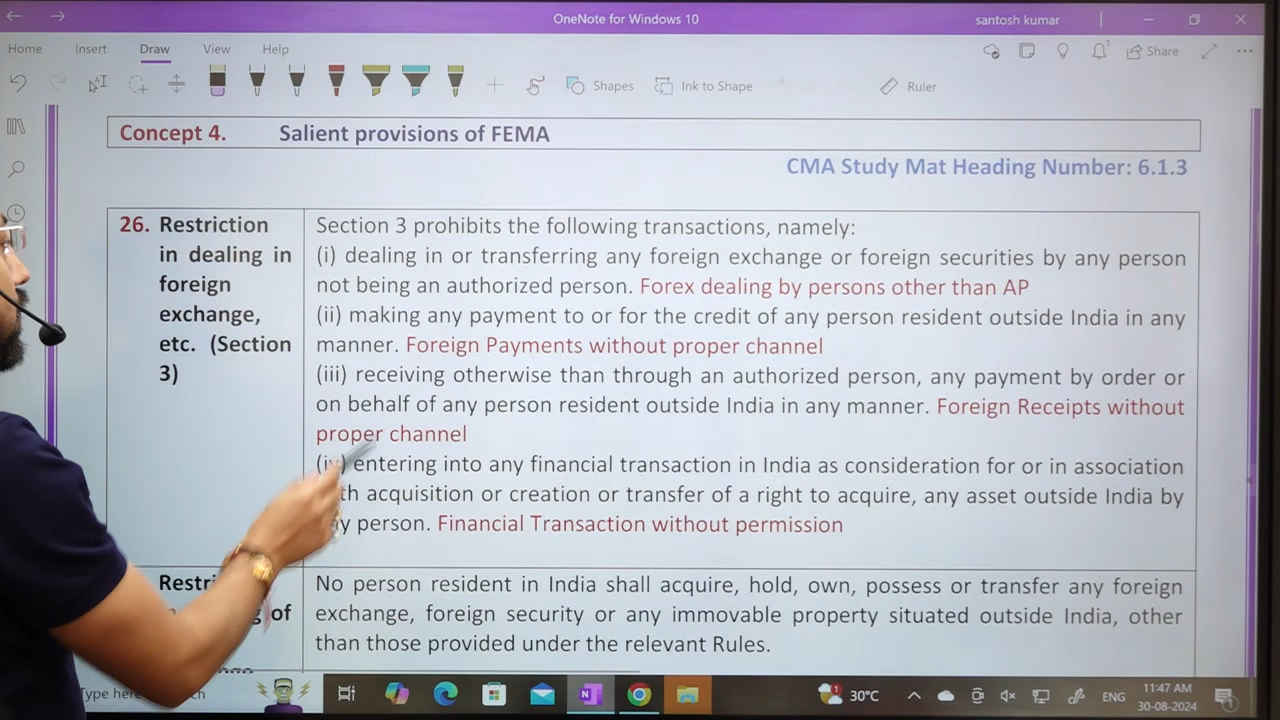 OneNote for Windows 10
santosh kumar
Home
Insert
Draw
View
Help
Share
Shapes
Ink to Shape
Ruler
Concept 4. Salient provisions of FEMA
CMA Study Mat Heading Number: 6.1.3
26. Restriction in dealing in foreign exchange, etc. (Section 3)
Section 3 prohibits the following transactions, namely:
(i) dealing in or transferring any foreign exchange or foreign securities by any person
not being an authorized person. Forex dealing by persons other than AP
(ii) making any payment to or for the credit of any person resident outside India in any
manner. Foreign Payments without proper channel
(iii) receiving otherwise than through an authorized person, any payment by order or
on behalf of any person resident outside India in any manner. Foreign Receipts without
proper channel
(iv) entering into any financial transaction in India as consideration for or in association
th acquisition or creation or transfer of a right to acquire, any asset outside India by
y person. Financial Transaction without permission
Restri
of
No person resident in India shall acquire, hold, own, possess or transfer any foreign
exchange, foreign security or any immovable property situated outside India, other
than those provided under the relevant Rules.
Type here
ch
30°C
ENG
11:47 AM
30-08-2024